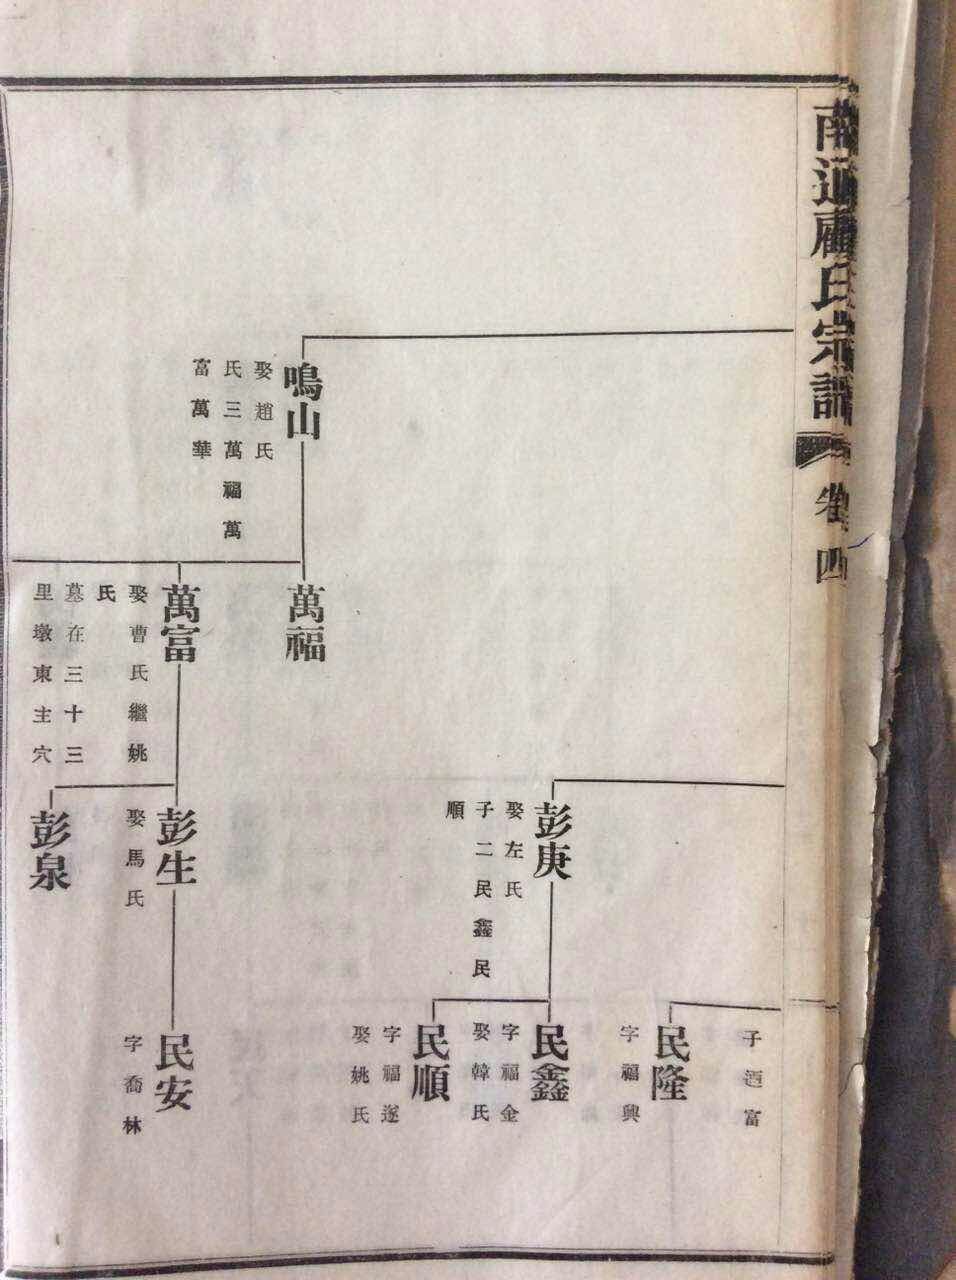 南通顧氏宗譜
卷四
鳴山
娶趙氏
氏三萬福萬
富萬華
萬福
萬富
娶曹氏繼姚
氏
墓在三十三
里墩東主穴
彭庚
娶左氏
子二民鑫民
順
彭生
娶馬氏
彭泉
子迺富
民隆
字福興
民鑫
字福金
娶韓氏
民順
字福遂
娶姚氏
民安
字喬林